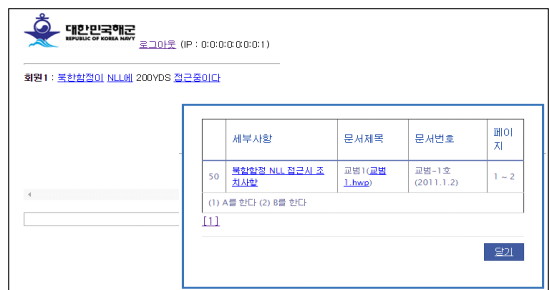 대한민국해군
REPUBLIC OF KOREA NAVY
로그아웃 (IP : 0:0:0:0:0:0:0:1)
회원1 : 북한함정이 NLL에 200YDS 접근중이다
세부사항 문서제목 문서번호 페이지
50 북함함정 NLL 접근시 조치사항 교범1(교범1.hwp) 교범-1호 (2011.1.2) 1 ~ 2
(1) A를 한다 (2) B를 한다
[1]
닫기